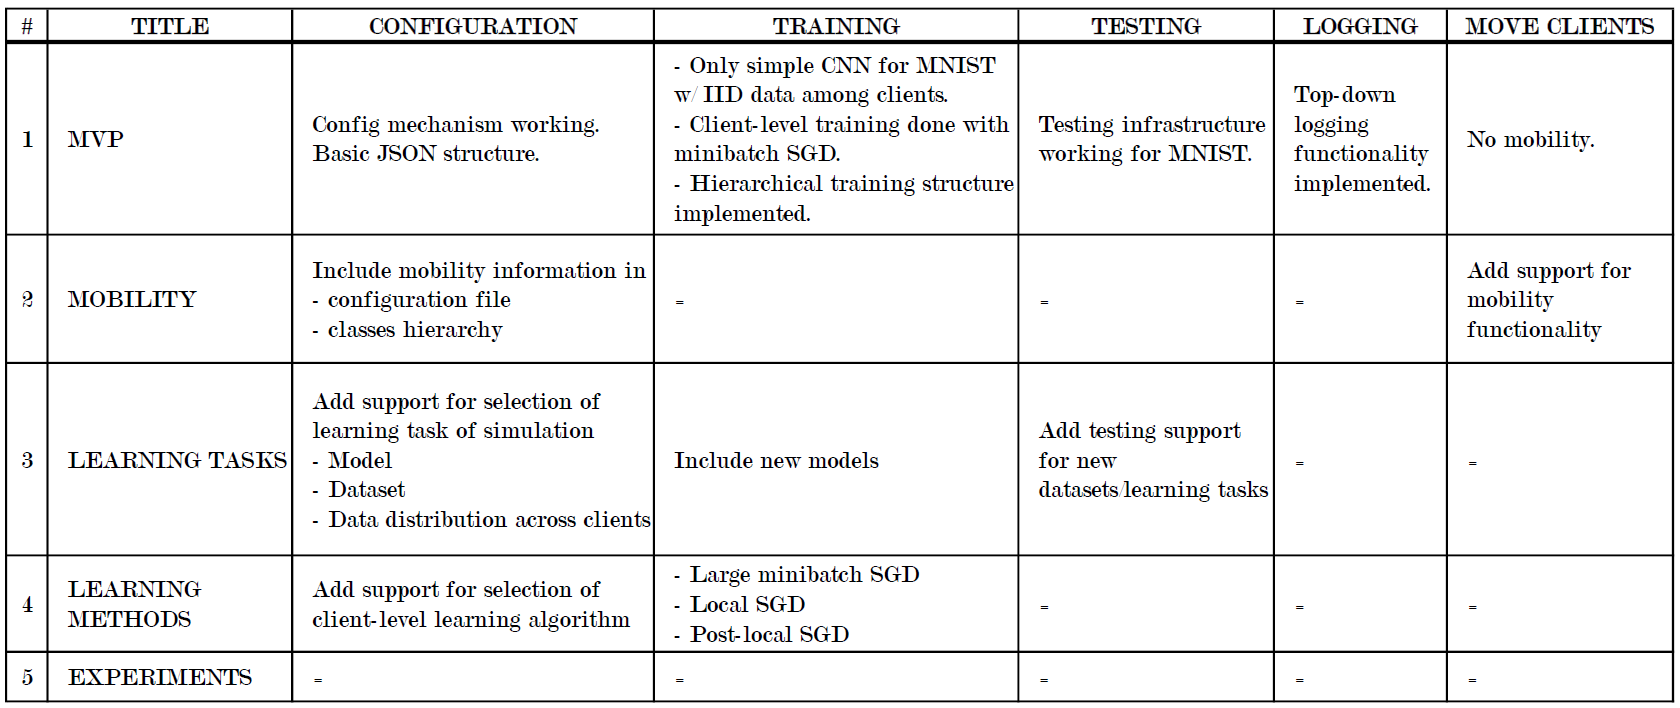 # TITLE CONFIGURATION TRAINING TESTING LOGGING MOVE CLIENTS
1
MVP
Config mechanism working.
Basic JSON structure.
- Only simple CNN for MNIST
w/ IID data among clients.
- Client-level training done with
minibatch SGD.
- Hierarchical training structure
implemented.
Testing infrastructure
working for MNIST.
Top-down
logging
functionality
implemented.
No mobility.
2
MOBILITY
Include mobility information in
- configuration file
- classes hierarchy
=
=
=
Add support for
mobility
functionality
3
LEARNING TASKS
Add support for selection of
learning task of simulation
- Model
- Dataset
- Data distribution across clients
Include new models
Add testing support
for new
datasets/learning tasks
=
=
4
LEARNING
METHODS
Add support for selection of
client-level learning algorithm
- Large minibatch SGD
- Local SGD
- Post-local SGD
=
=
=
5
EXPERIMENTS
=
=
=
=
=